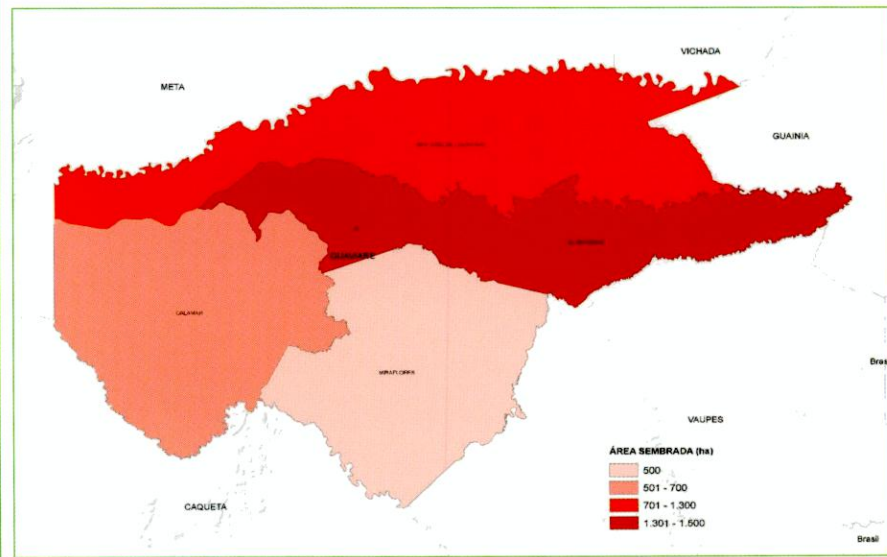 VICHADA
META
GUAINIA
GUAVIARE
CALAMAR
MIRAFLORES
Bras
VAUPES
ÁREA SEMBRADA (ha)
500
501 - 700
701 - 1.300
1.301 - 1.500
CAQUETA
Brasil